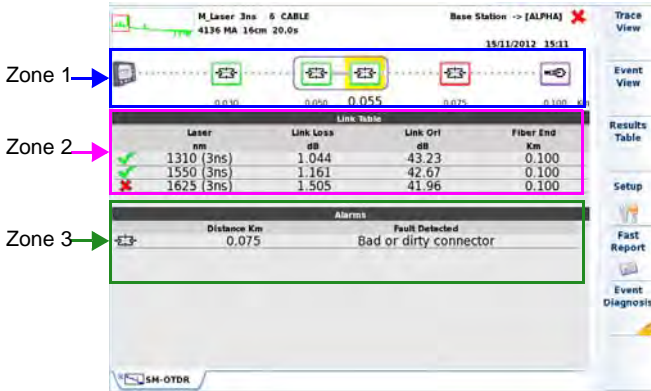 M_Laser 3ns 6 CABLE
Base Station -> [ALPHA]
4136 MA 16cm 20.0s
15/11/2012 15:11
Trace View
Event View
Results Table
Setup
Fast Report
Event Diagnosis
Zone 1
0.030 0.050 0.055 0.075 0.100 Km
Zone 2
Link Table
Laser Link Loss Link Orl Fiber End
nm dB dB Km
1310 (3ns) 1.044 43.23 0.100
1550 (3ns) 1.161 42.67 0.100
1625 (3ns) 1.505 41.96 0.100
Zone 3
Alarms
Distance Km Fault Detected
0.075 Bad or dirty connector
SM-OTDR